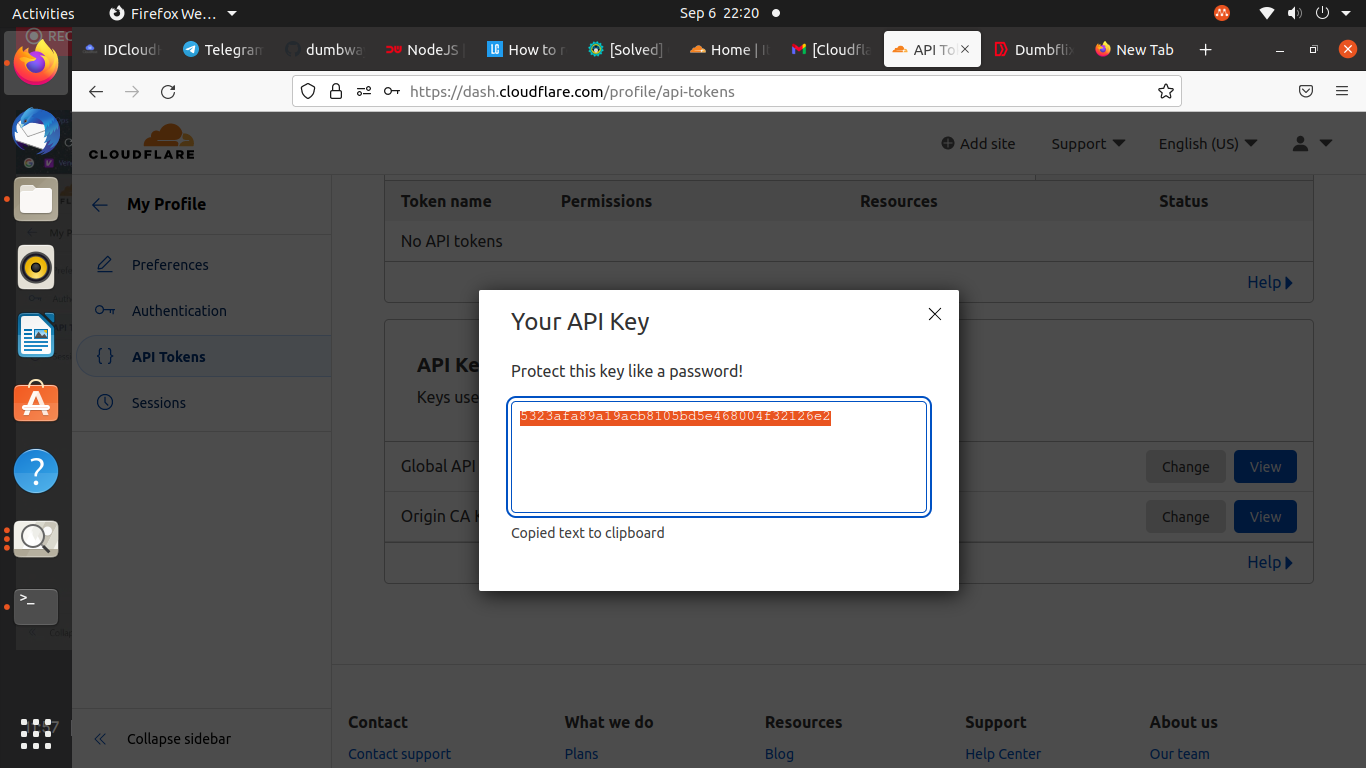 Activities
Firefox We…
Sep 6 22:20
REC
IDCloudH
Telegram
dumbwa
NodeJS |
How to r
[Solved]
Home | I
[Cloudfla
API To
Dumbflix
New Tab
https://dash.cloudflare.com/profile/api-tokens
CLOUDFLARE
Add site
Support
English (US)
My Profile
Preferences
Authentication
API Tokens
Sessions
Collapse sidebar
Token name
Permissions
Resources
Status
No API tokens
Help
API Ke
Keys use
Global API
Change
View
Origin CA K
Change
View
Help
Your API Key
Protect this key like a password!
5323afa89a19acb8105bd5e468004f32126e2
Copied text to clipboard
Contact
What we do
Resources
Support
About us
Contact support
Plans
Blog
Help Center
Our team